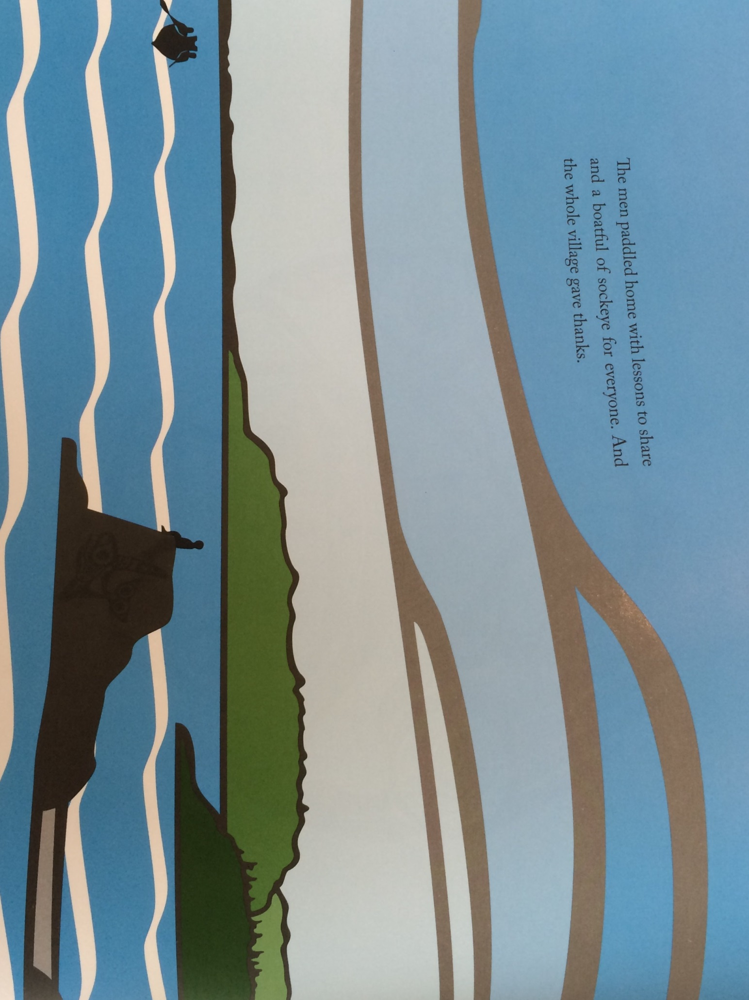 The men paddled home with lessons to share
and a boatful of sockeye for everyone. And
the whole village gave thanks.